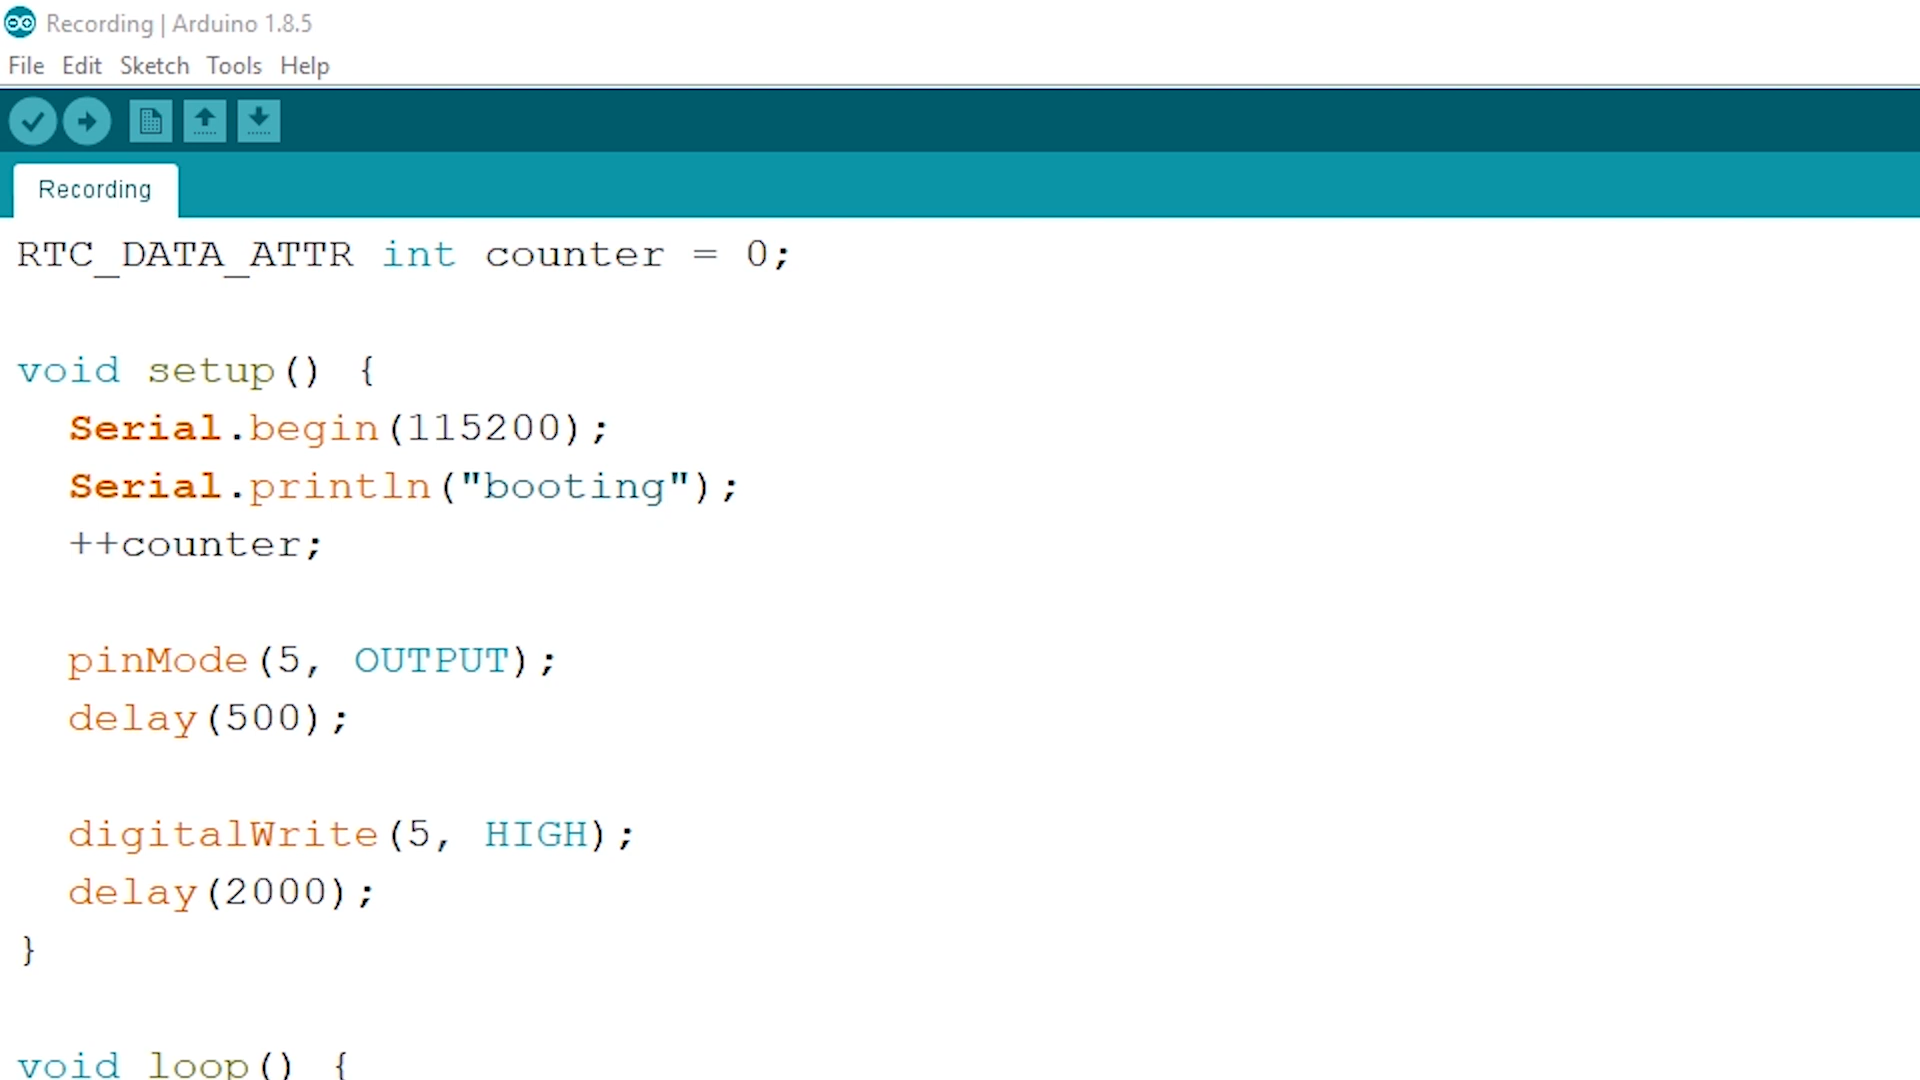 Recording | Arduino 1.8.5
File Edit Sketch Tools Help
Recording
RTC_DATA_ATTR int counter = 0;
void setup() {
Serial.begin(115200);
Serial.println("booting");
++counter;
pinMode(5, OUTPUT);
delay(500);
digitalWrite(5, HIGH);
delay(2000);
}
void loop() {